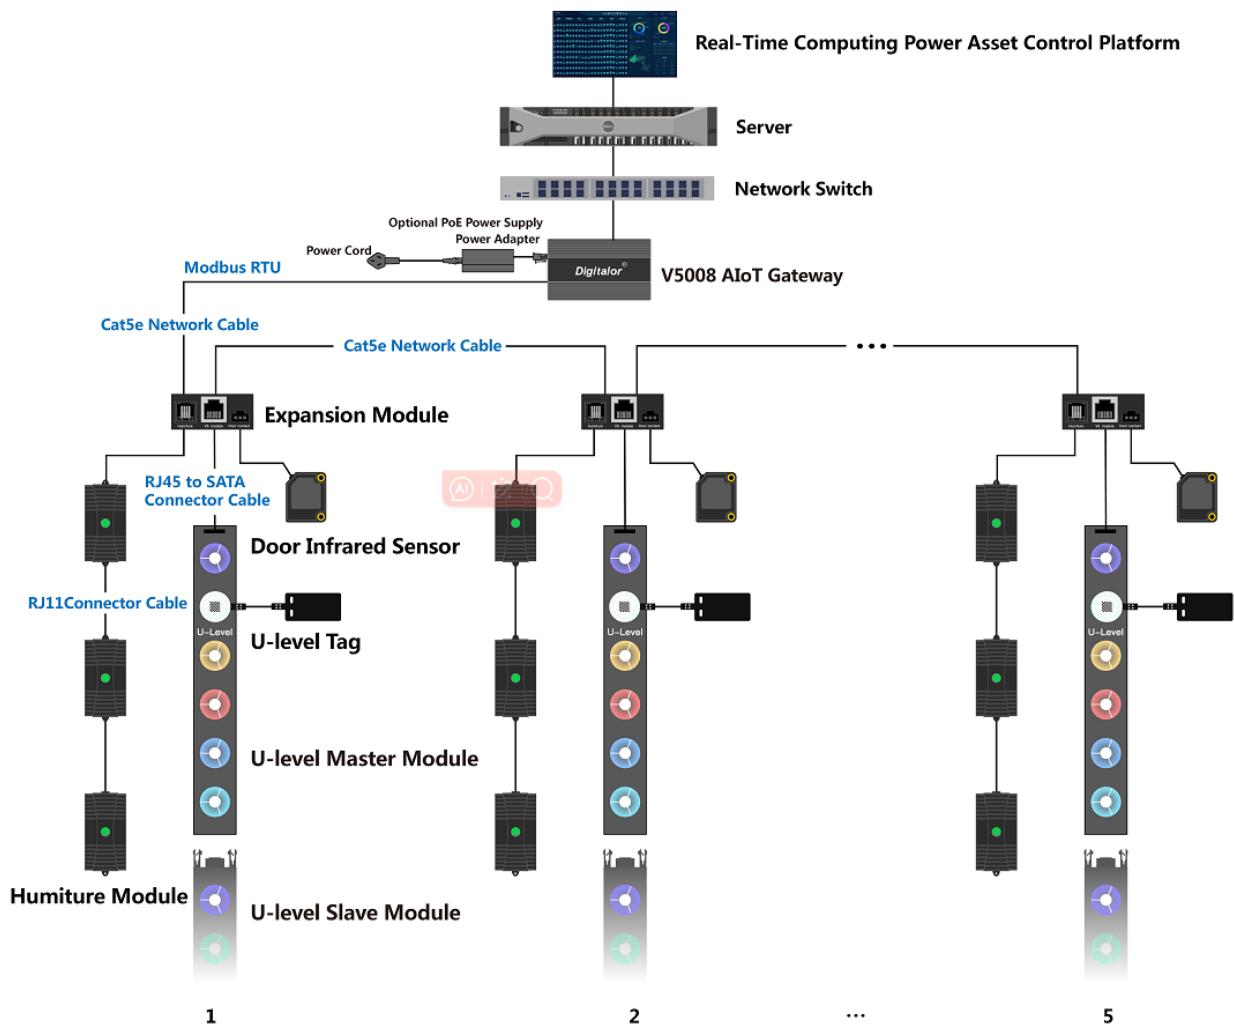 Real-Time Computing Power Asset Control Platform
Server
Network Switch
Optional PoE Power Supply
Power Adapter
Power Cord
Digitalor®
V5008 AIoT Gateway
Modbus RTU
Cat5e Network Cable
Cat5e Network Cable
•••
Expansion Module
RJ45 to SATA
Connector Cable
AI
Door Infrared Sensor
RJ11Connector Cable
U-Level
U-Level
U-Level
U-level Tag
U-level Master Module
Humiture Module
U-level Slave Module
1
2
...
5